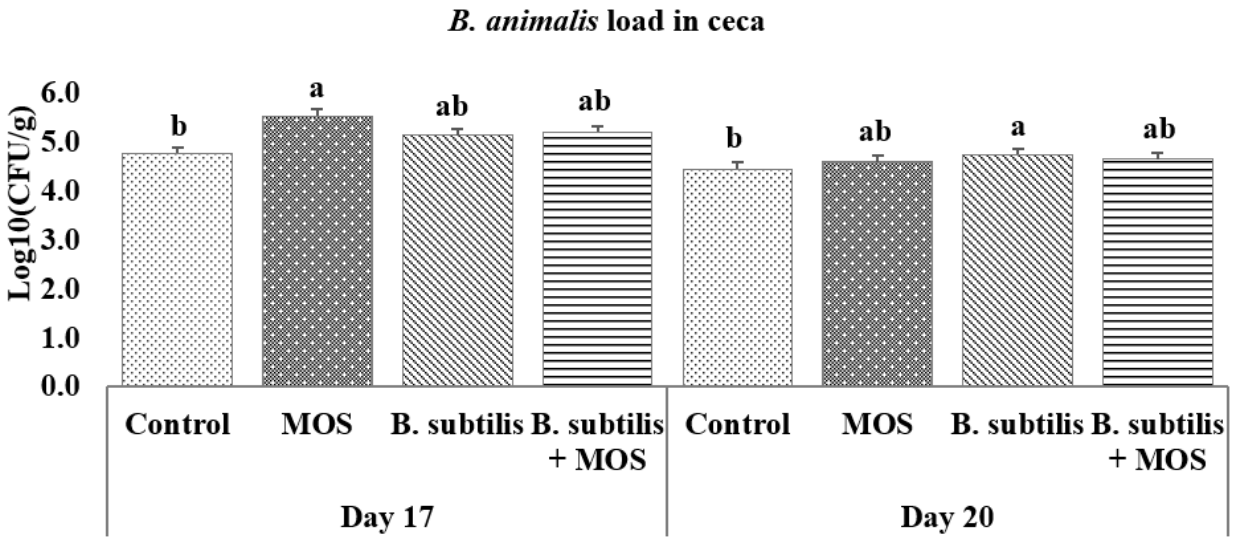 B. animalis load in ceca
Log10(CFU/g)
6.0
5.0
4.0
3.0
2.0
1.0
0.0
b
a
ab
ab
b
ab
a
ab
Control
MOS
B. subtilis
B. subtilis
+ MOS
Control
MOS
B. subtilis
B. subtilis
+ MOS
Day 17
Day 20